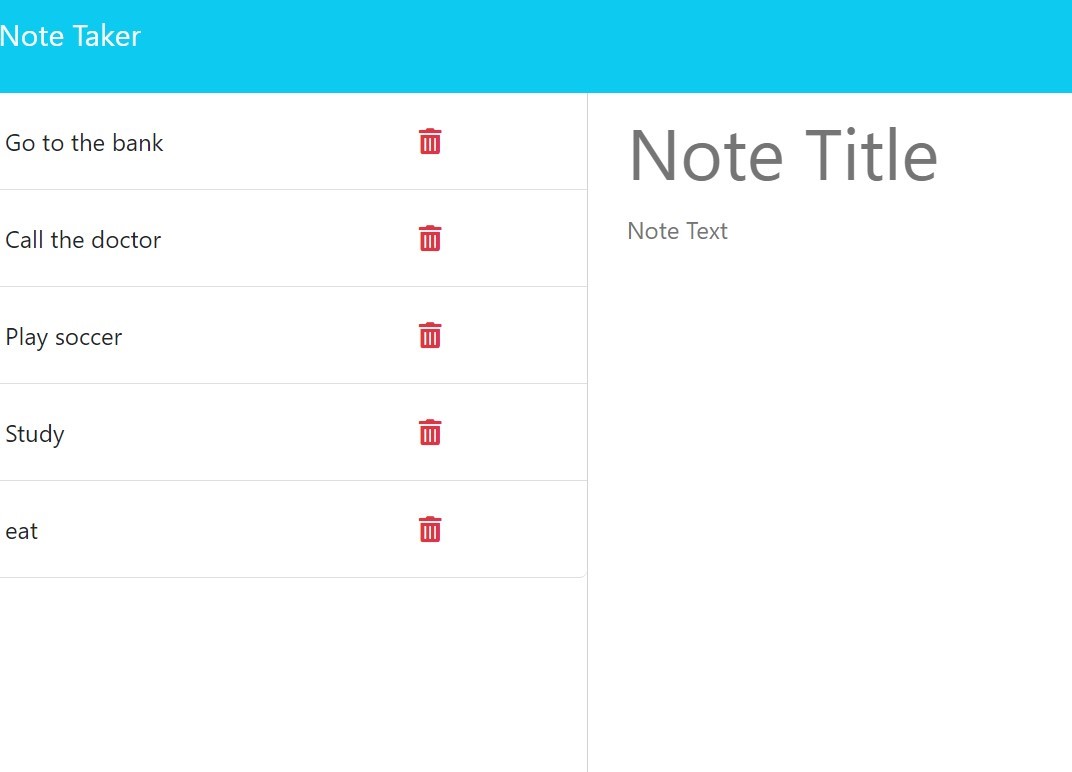 Note Taker
Go to the bank
Call the doctor
Play soccer
Study
eat
Note Title
Note Text